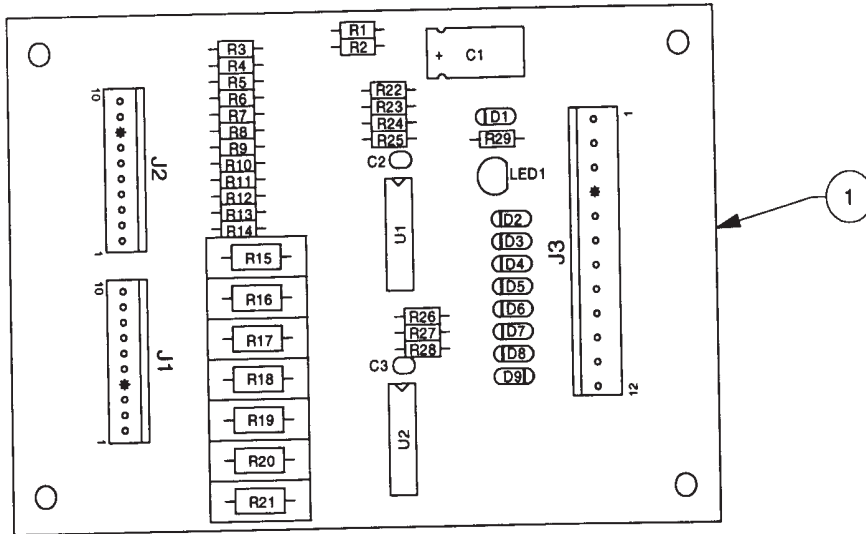 R1
R2
+ C1
R3
R4
R5
R6
R7
R8
R9
R10
R11
R12
R13
R14
R15
R16
R17
R18
R19
R20
R21
R22
R23
R24
R25
C2
U1
R26
R27
R28
C3
U2
D1
R29
LED1
D2
D3
D4
D5
D6
D7
D8
D9
10
J2
1
10
J1
1
1
J3
12
1